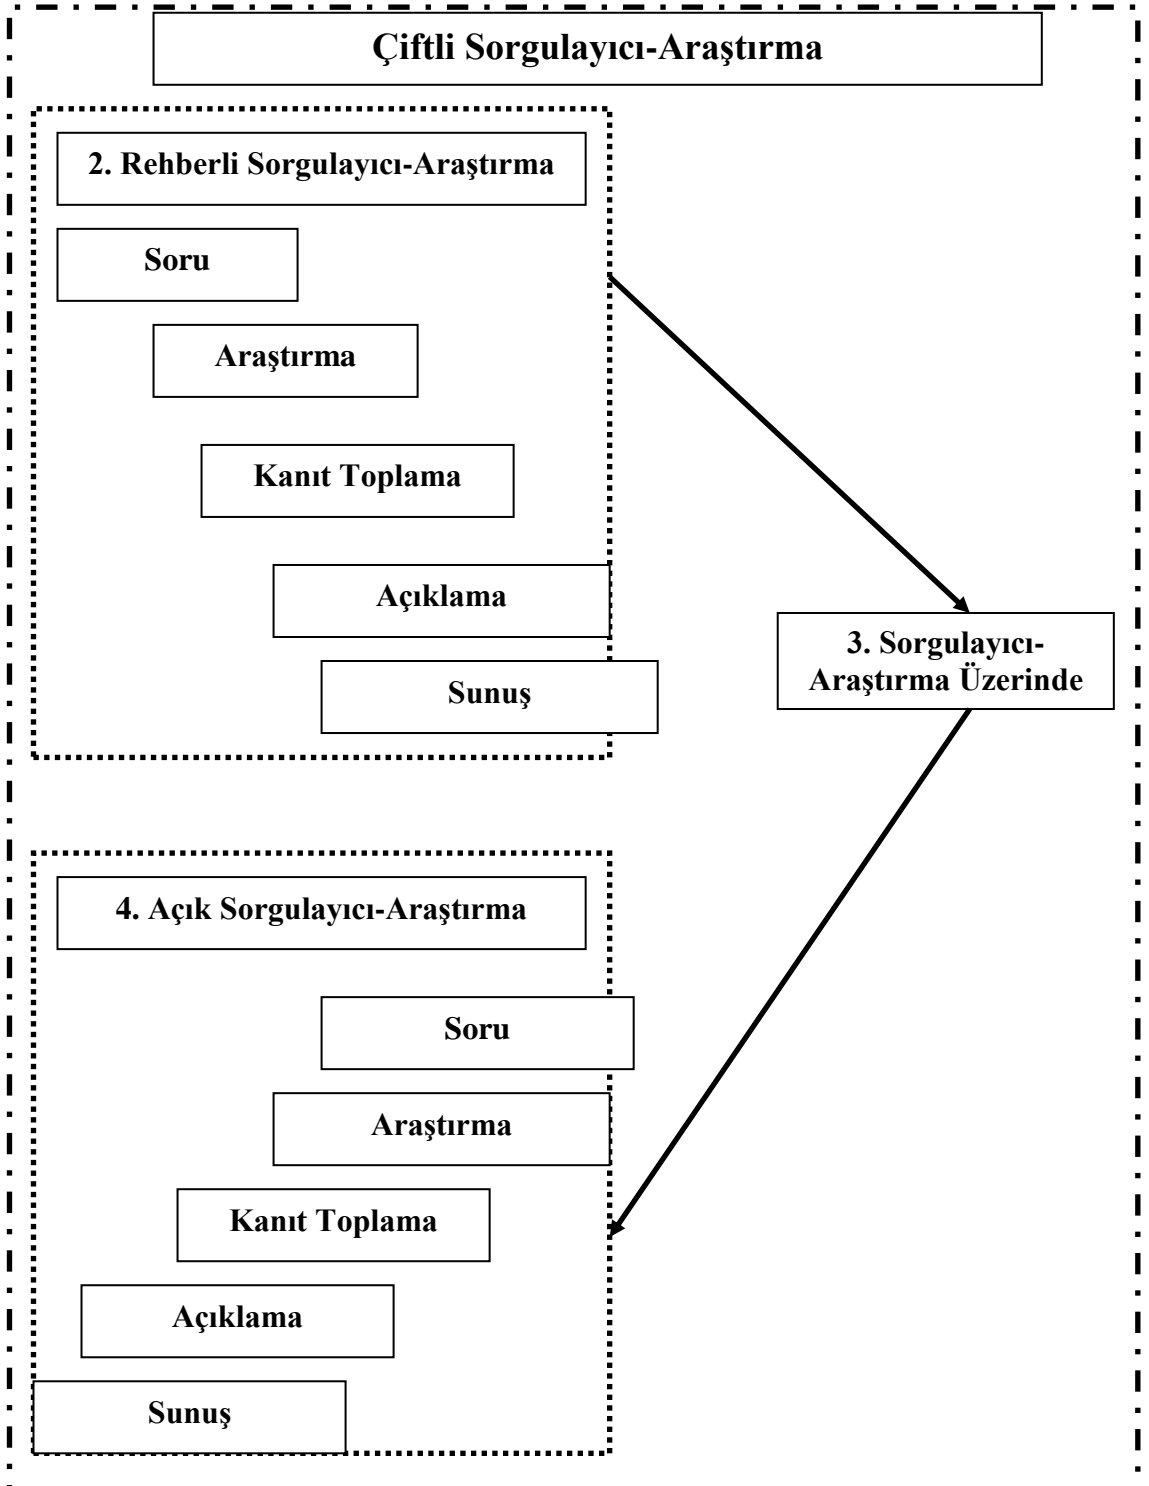 Çiftli Sorgulayıcı-Araştırma
2. Rehberli Sorgulayıcı-Araştırma
Soru
Araştırma
Kanıt Toplama
Açıklama
Sunuş
3. Sorgulayıcı-
Araştırma Üzerinde
4. Açık Sorgulayıcı-Araştırma
Soru
Araştırma
Kanıt Toplama
Açıklama
Sunuş